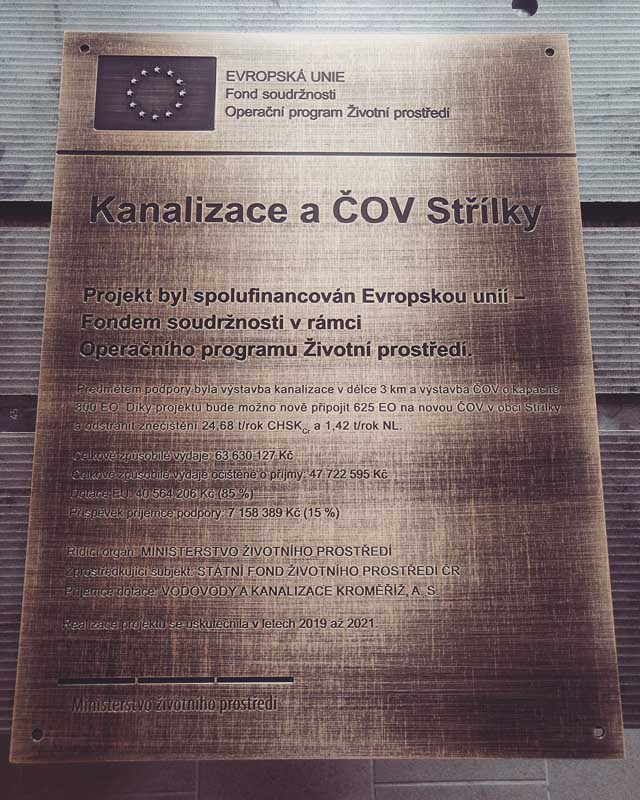 EVROPSKÁ UNIE
Fond soudržnosti
Operační program Životní prostředí
Kanalizace a ČOV Střílky
Projekt byl spolufinancován Evropskou unií –
Fondem soudržnosti v rámci
Operačního programu Životní prostředí.
Předmětem podpory byla výstavba kanalizace v délce 3 km a výstavba ČOV o kapacitě
800 EO. Díky projektu bude možno nově připojit 625 EO na novou ČOV v obci Střílky
a odstranit znečištění 24,68 t/rok CHSKCr a 1,42 t/rok NL.
Celkové způsobilé výdaje: 63 630 127 Kč
Celkové způsobilé výdaje očištěné o příjmy: 47 722 595 Kč
Dotace EU: 40 564 206 Kč (85 %)
Příspěvek příjemce podpory: 7 158 389 Kč (15 %)
Řídící orgán: MINISTERSTVO ŽIVOTNÍHO PROSTŘEDÍ
Zprostředkující subjekt: STÁTNÍ FOND ŽIVOTNÍHO PROSTŘEDÍ ČR
Příjemce dotace: VODOVODY A KANALIZACE KROMĚŘÍŽ, A. S.
Realizace projektu se uskutečnila v letech 2019 až 2021.
Ministerstvo životního prostředí
45